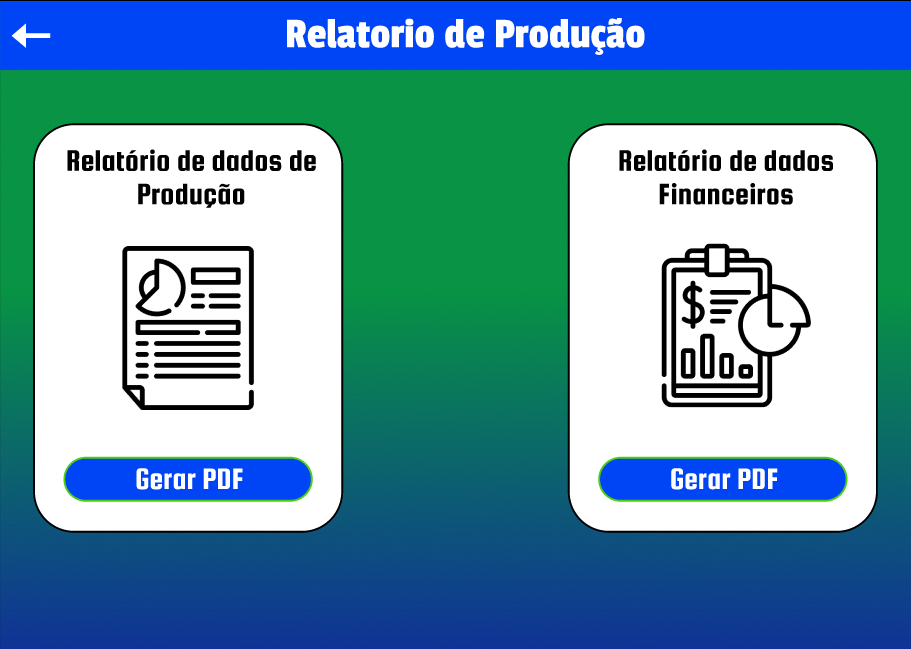 Relatorio de Produção
Relatório de dados de
Produção
$
Gerar PDF
Relatório de dados
Financeiros
Gerar PDF